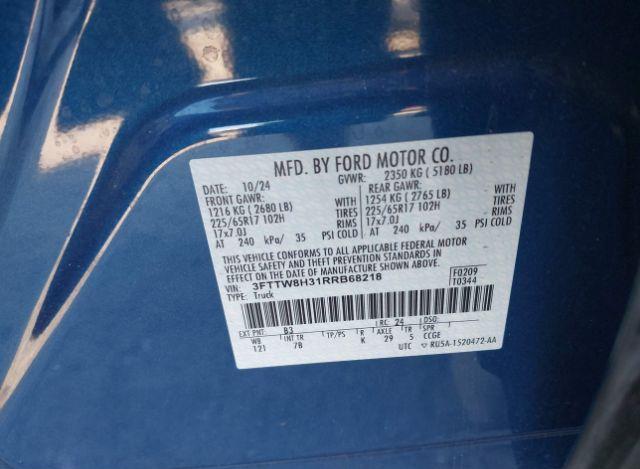 MFD. BY FORD MOTOR CO.
DATE: 10/24 GVWR: 2350 KG ( 5180 LB)
FRONT GAWR: REAR GAWR:
1216 KG ( 2680 LB) WITH 1254 KG ( 2765 LB) WITH
225/65R17 102H TIRES 225/65R17 102H TIRES
17x7.0J RIMS 17x7.0J RIMS
AT 240 kPa/ 35 PSI COLD AT 240 kPa/ 35 PSI COLD
THIS VEHICLE CONFORMS TO ALL APPLICABLE FEDERAL MOTOR
VEHICLE SAFETY, BUMPER, AND THEFT PREVENTION STANDARDS
IN EFFECT ON THE DATE OF MANUFACTURE SHOWN ABOVE.
VIN: 3FTTW8H31RRB68218 F0209
TYPE: Truck T0344
EXT PNT: B3 RC: 24 DSO:
WB INT TR TP/PS R AXLE TR SPR
121 7B K 29 5 CCGE
UTC RU5A-1520472-AA